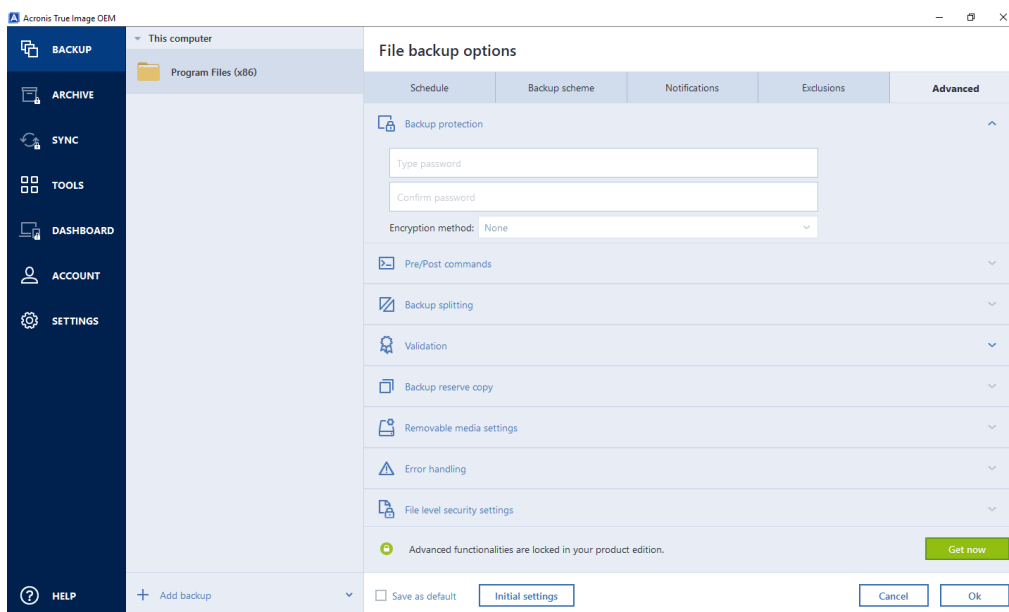 Acronis True Image OEM
BACKUP
ARCHIVE
SYNC
TOOLS
DASHBOARD
ACCOUNT
SETTINGS
HELP
This computer
Program Files (x86)
Add backup
File backup options
Schedule
Backup scheme
Notifications
Exclusions
Advanced
Backup protection
Type password
Confirm password
Encryption method: None
Pre/Post commands
Backup splitting
Validation
Backup reserve copy
Removable media settings
Error handling
File level security settings
Advanced functionalities are locked in your product edition.
Get now
Save as default
Initial settings
Cancel
Ok